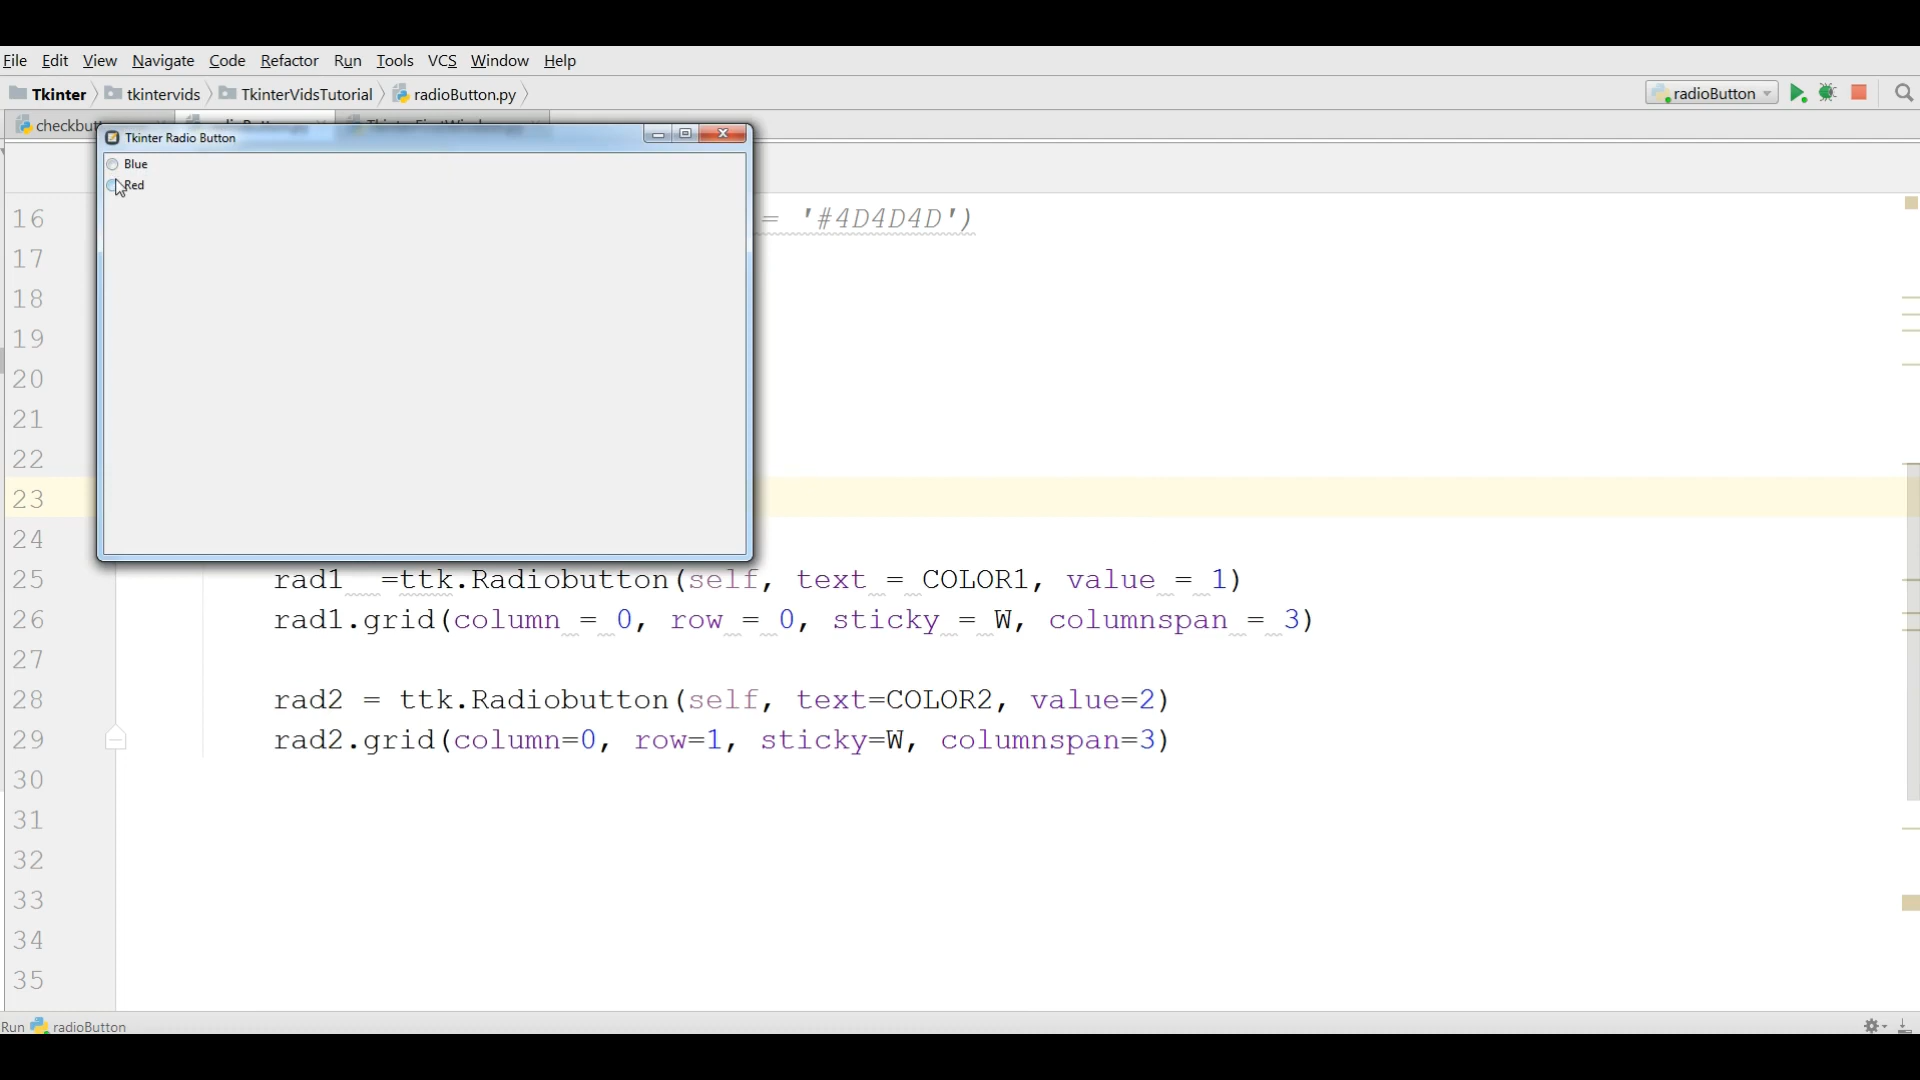 File Edit View Navigate Code Refactor Run Tools VCS Window Help
Tkinter tkintervids TkinterVidsTutorial radioButton.py radioButton
checkbut
Tkinter Radio Button
Blue
Red
16 = '#4D4D4D')
17
18
19
20
21
22
23
24
25 rad1 =ttk.Radiobutton(self, text = COLOR1, value = 1)
26 rad1.grid(column = 0, row = 0, sticky = W, columnspan = 3)
27
28 rad2 = ttk.Radiobutton(self, text=COLOR2, value=2)
29 rad2.grid(column=0, row=1, sticky=W, columnspan=3)
30
31
32
33
34
35
Run radioButton